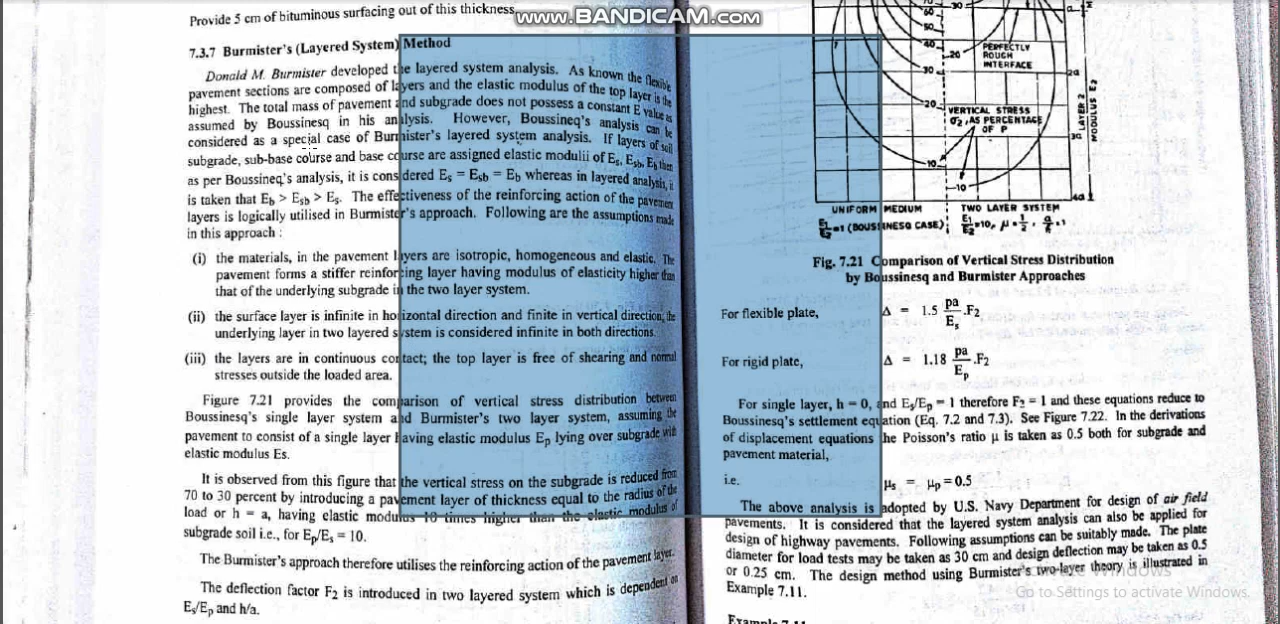 www.BANDICAM.com
Provide 5 cm of bituminous surfacing out of this thickness.
7.3.7 Burmister's (Layered System) Method
Donald M. Burmister developed the layered system analysis. As known the flexible
pavement sections are composed of layers and the elastic modulus of the top layer is the
highest. The total mass of pavement and subgrade does not possess a constant E value as
assumed by Boussinesq in his analysis. However, Boussineq's analysis can be
considered as a special case of Burmister's layered system analysis. If layers of soil
subgrade, sub-base course and base course are assigned elastic modulii of Es, Esb, Eb then
as per Boussineq's analysis, it is considered Es = Esb = Eb whereas in layered analysis, it
is taken that Eb > Esb > Es. The effectiveness of the reinforcing action of the pavement
layers is logically utilised in Burmister's approach. Following are the assumptions made
in this approach :
(i) the materials, in the pavement layers are isotropic, homogeneous and elastic. The
pavement forms a stiffer reinforcing layer having modulus of elasticity higher than
that of the underlying subgrade in the two layer system.
(ii) the surface layer is infinite in horizontal direction and finite in vertical direction; the
underlying layer in two layered system is considered infinite in both directions.
(iii) the layers are in continuous contact; the top layer is free of shearing and normal
stresses outside the loaded area.
Figure 7.21 provides the comparison of vertical stress distribution between
Boussinesq's single layer system and Burmister's two layer system, assuming the
pavement to consist of a single layer having elastic modulus Ep lying over subgrade with
elastic modulus Es.
It is observed from this figure that the vertical stress on the subgrade is reduced from
70 to 30 percent by introducing a pavement layer of thickness equal to the radius of the
load or h = a, having elastic modulus 10 times higher than the elastic modulus of
subgrade soil i.e., for Ep/Es = 10.
The Burmister's approach therefore utilises the reinforcing action of the pavement layer.
The deflection factor F2 is introduced in two layered system which is dependent on
Es/Ep and h/a.
60 30
50
40 20
30
20
10
10
PERFECTLY
ROUGH
INTERFACE
VERTICAL STRESS
σz, AS PERCENTAGE
OF P
a
2a
3a
4a
LAYER 2
MODULUS E2
UNIFORM MEDIUM TWO LAYER SYSTEM
E1/E2 =1 (BOUSSINESQ CASE); E1/E2 =10, μ = 1/2,
Fig. 7.21 Comparison of Vertical Stress Distribution
by Boussinesq and Burmister Approaches
For flexible plate, Δ = 1.5 pa/Es .F2
For rigid plate, Δ = 1.18 pa/Ep .F2
For single layer, h = 0, and Es/Ep = 1 therefore F2 = 1 and these equations reduce to
Boussinesq's settlement equation (Eq. 7.2 and 7.3). See Figure 7.22. In the derivations
of displacement equations the Poisson's ratio μ is taken as 0.5 both for subgrade and
pavement material,
i.e. μs = μp = 0.5
The above analysis is adopted by U.S. Navy Department for design of air field
pavements. It is considered that the layered system analysis can also be applied for
design of highway pavements. Following assumptions can be suitably made. The plate
diameter for load tests may be taken as 30 cm and design deflection may be taken as 0.5
or 0.25 cm. The design method using Burmister's two-layer theory is illustrated in
Example 7.11.
Go to Settings to activate Windows.
Example 7.11